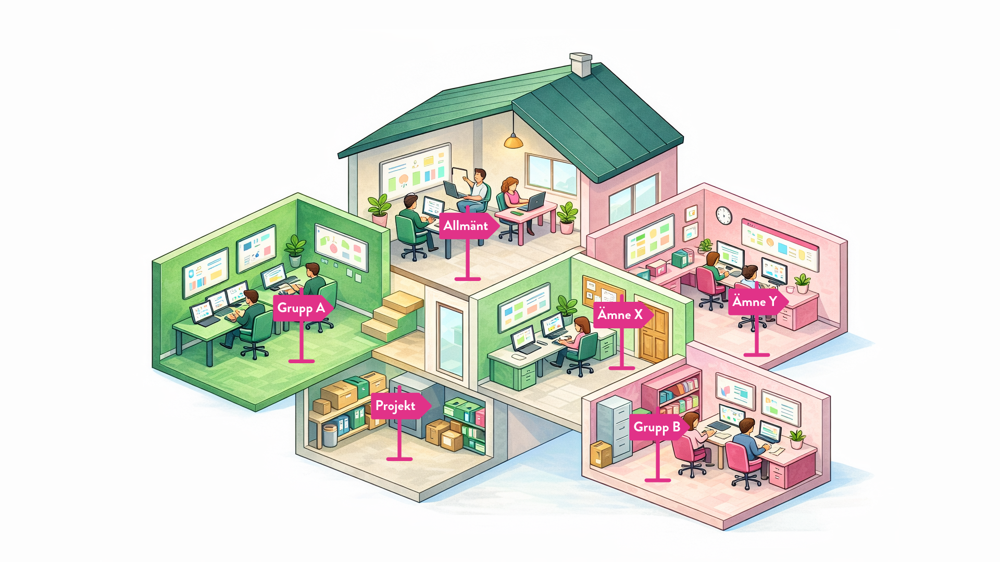 Allmänt
Grupp A
Ämne X
Ämne Y
Projekt
Grupp B